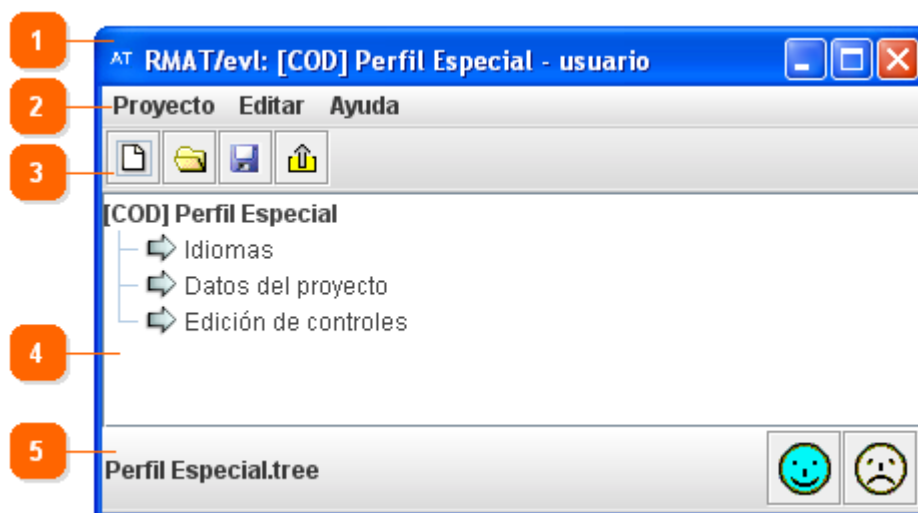 1
AT RMAT/evl: [COD] Perfil Especial - usuario
2
Proyecto Editar Ayuda
3
[COD] Perfil Especial
Idiomas
Datos del proyecto
Edición de controles
4
5
Perfil Especial.tree